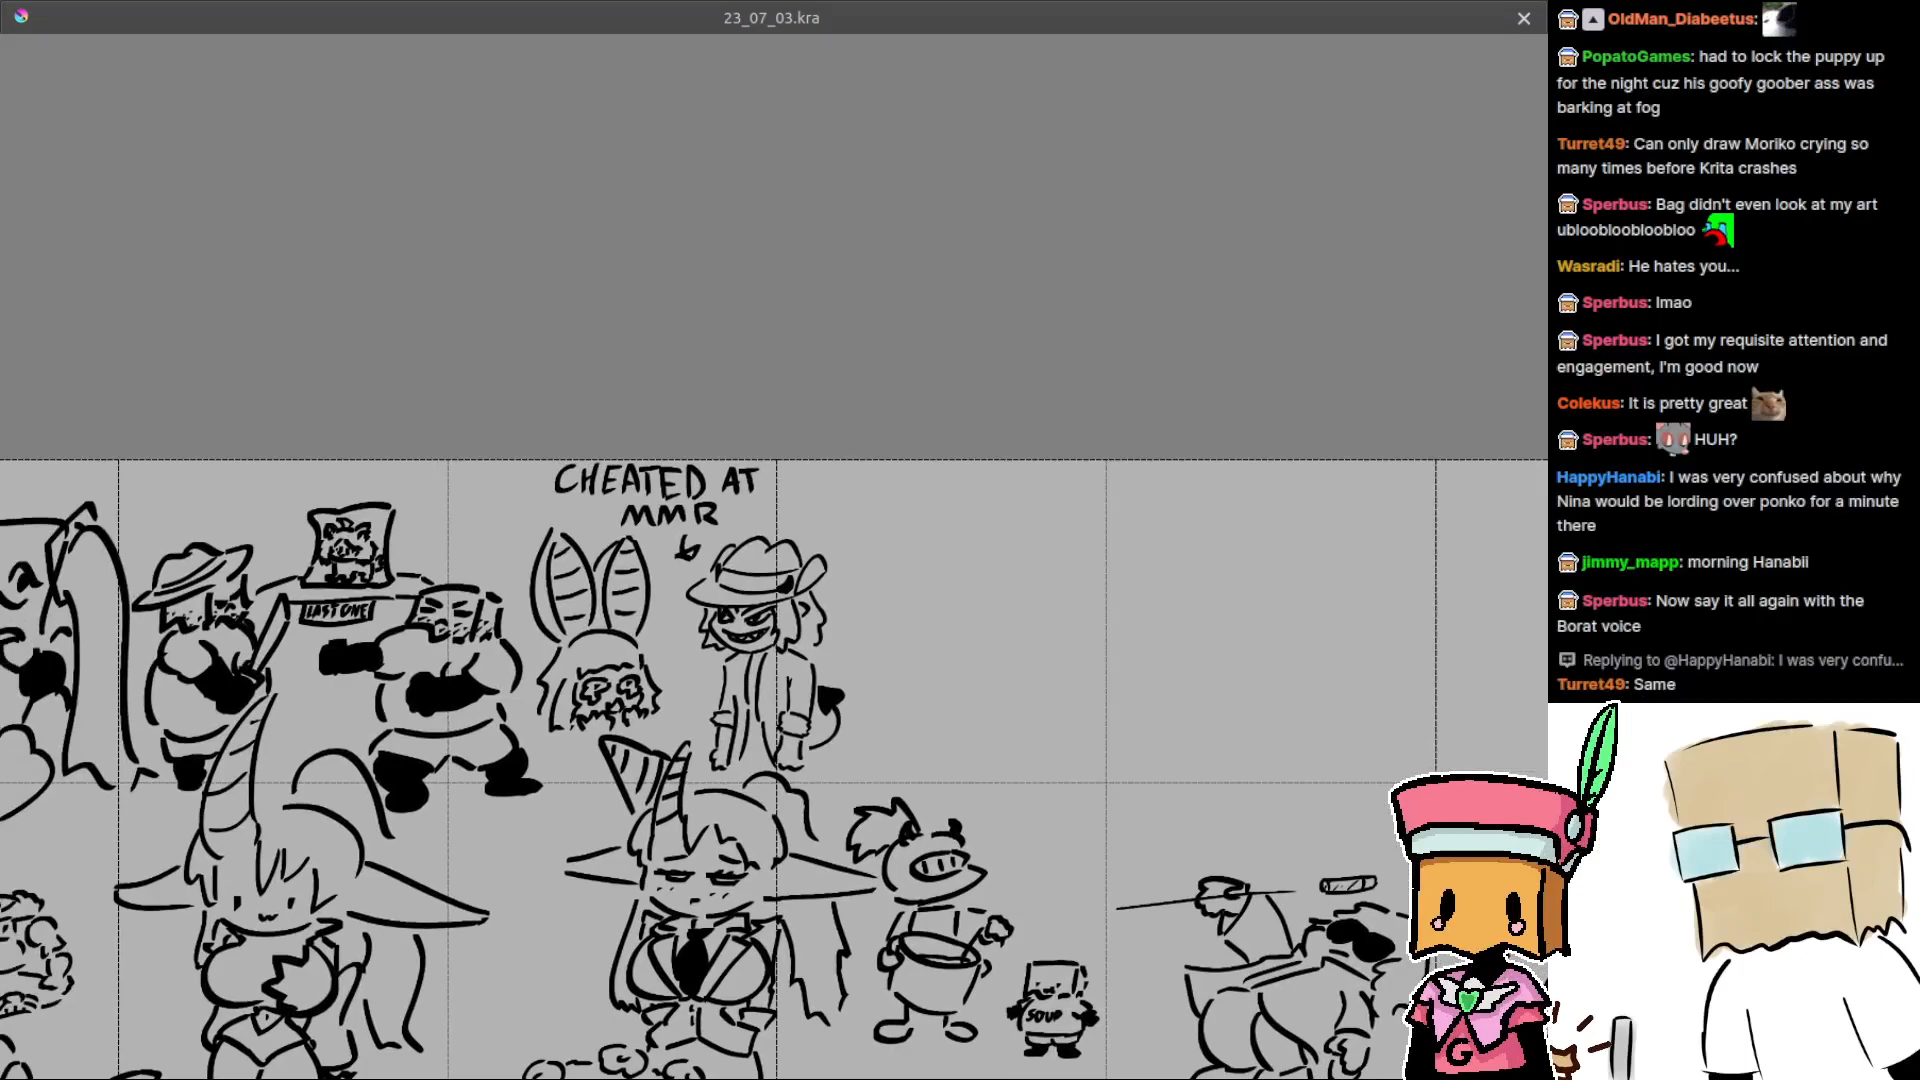 23_07_03.kra
OldMan_Diabeetus:
PopatoGames: had to lock the puppy up
for the night cuz his goofy goober ass was
barking at fog
Turret49: Can only draw Moriko crying so
many times before Krita crashes
Sperbus: Bag didn't even look at my art
ublooblooblooblo
Wasradi: He hates you...
Sperbus: lmao
Sperbus: I got my requisite attention and
engagement, I'm good now
Colekus: It is pretty great
Sperbus: HUH?
HappyHanabi: I was very confused about why
Nina would be lording over ponko for a minute
there
jimmy_mapp: morning Hanabii
Sperbus: Now say it all again with the
Borat voice
Replying to @HappyHanabi: I was very confu...
Turret49: Same
CHEATED AT
MMR
LAST ONE
SOUP
G